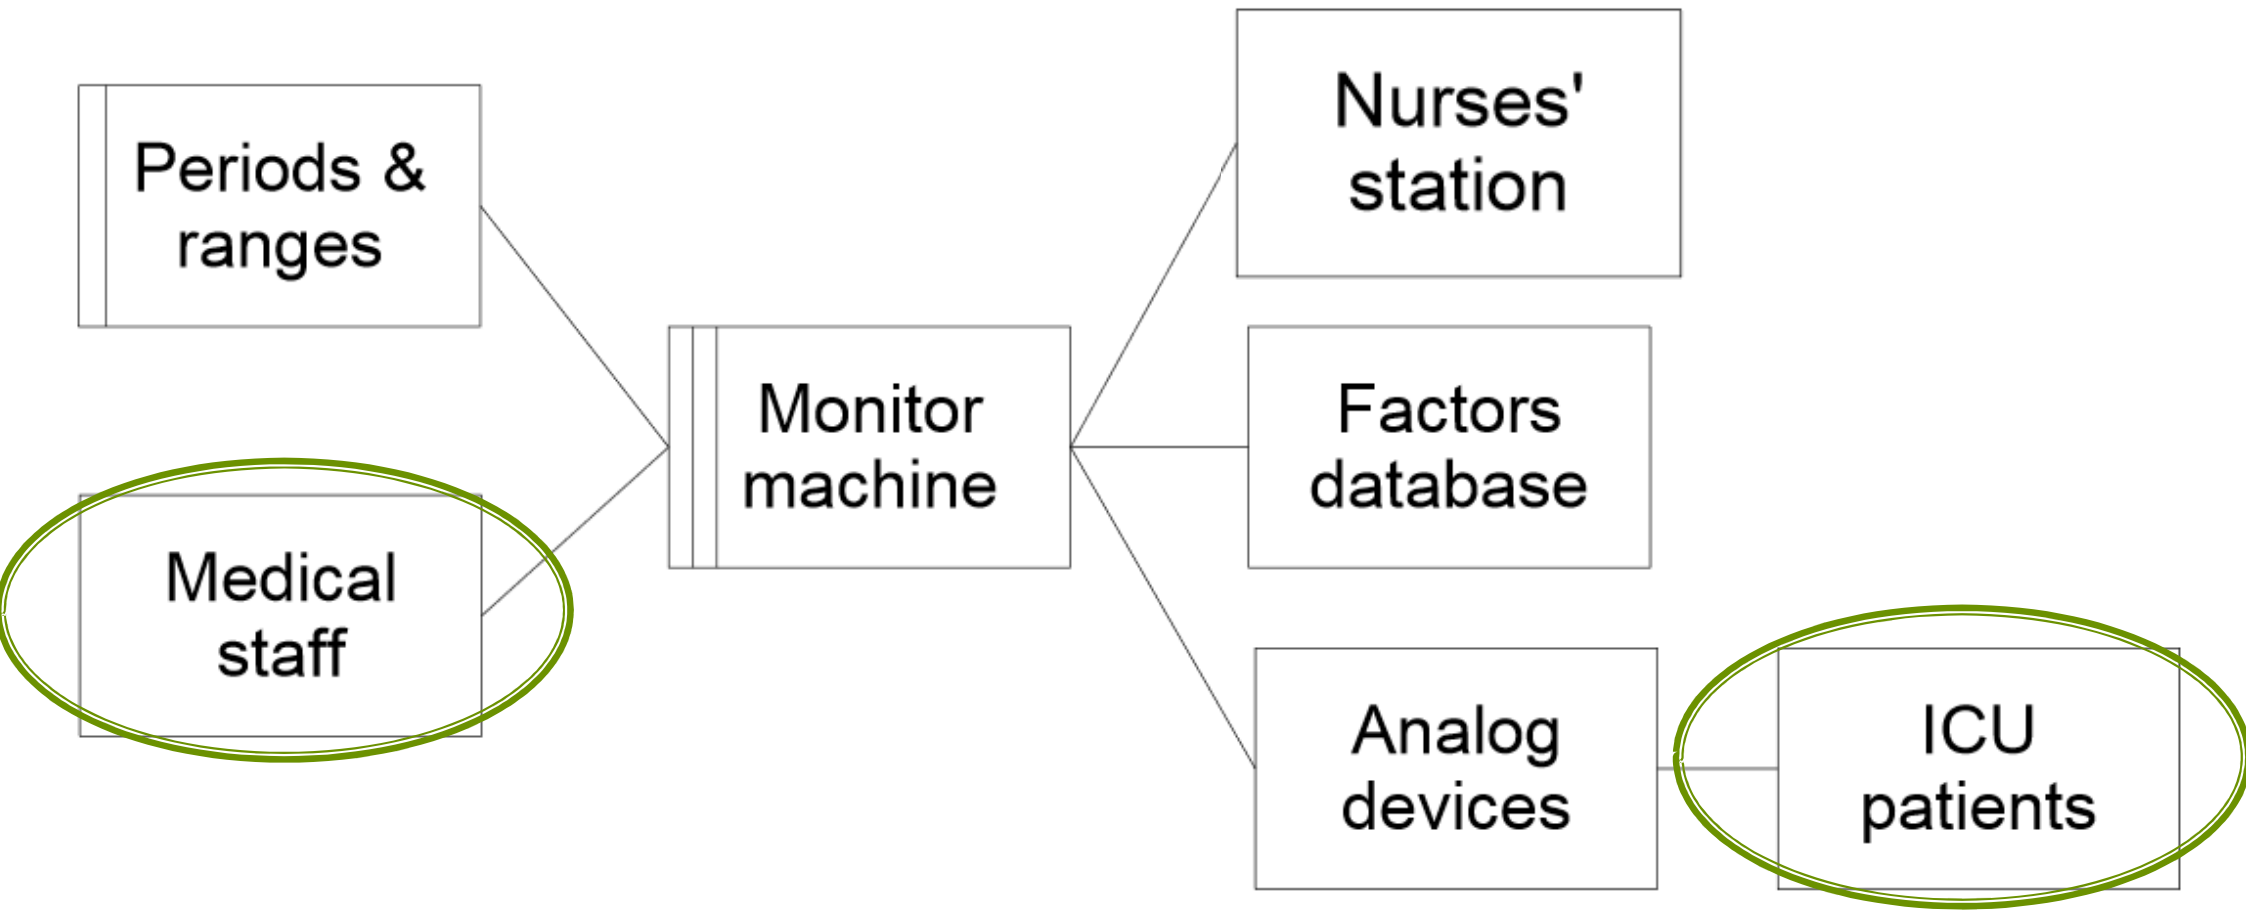 Periods &
ranges
Medical
staff
Monitor
machine
Nurses'
station
Factors
database
Analog
devices
ICU
patients